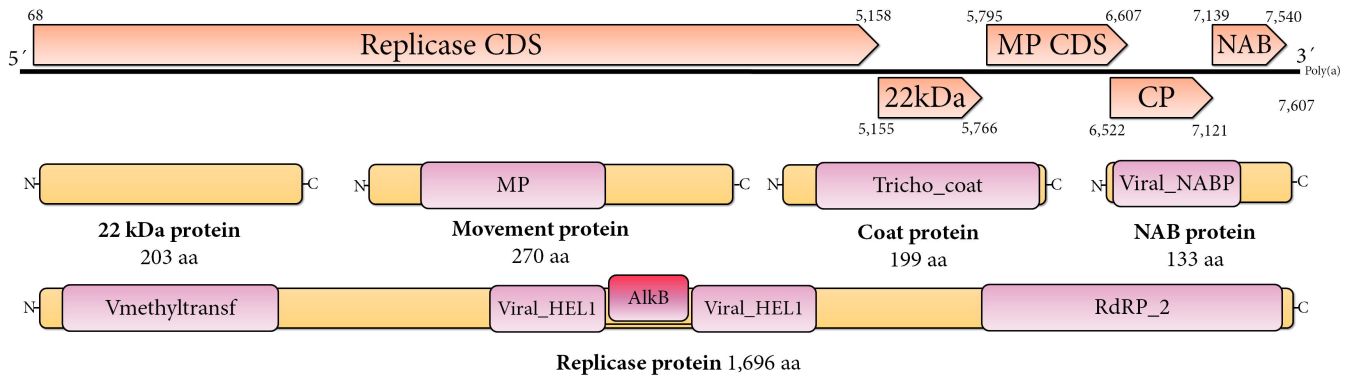 68 5,158 5,795 6,607 7,139 7,540
Replicase CDS MP CDS NAB
5´ 3´
Poly(a)
22kDa CP
7,607
5,155 5,766 6,522 7,121
N C N C N C N C
MP Tricho_coat Viral_NABP
22 kDa protein Movement protein Coat protein NAB protein
203 aa 270 aa 199 aa 133 aa
N Vmethyltransf Viral_HEL1 AlkB Viral_HEL1 RdRP_2 C
Replicase protein 1,696 aa